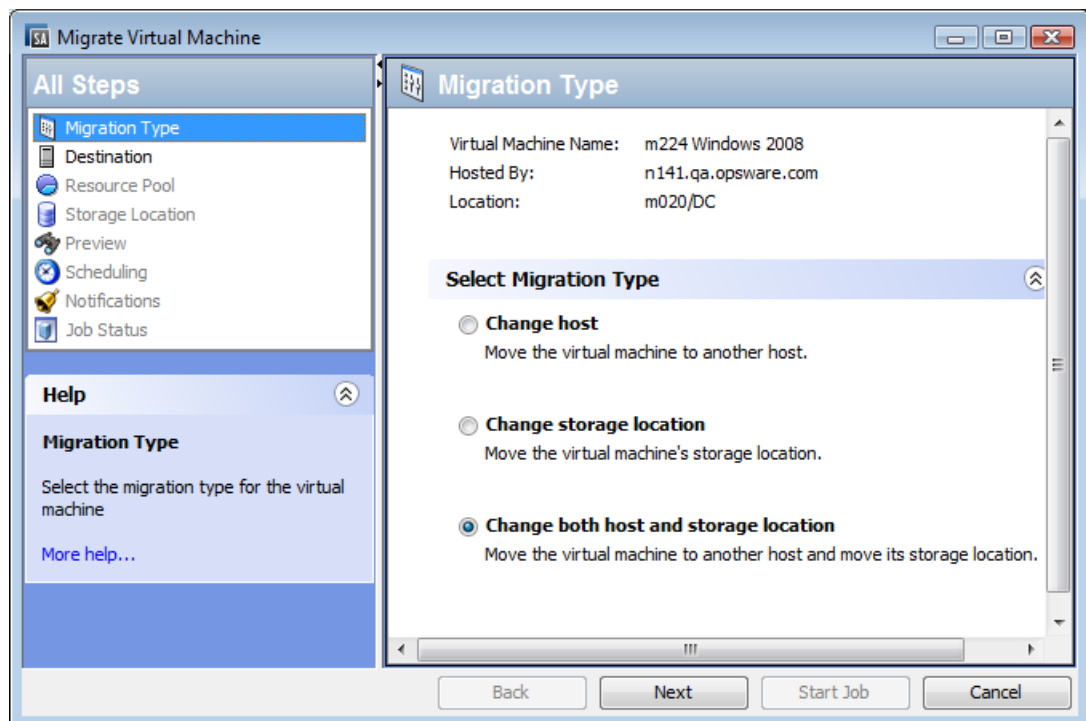 SA Migrate Virtual Machine
All Steps
Migration Type
Destination
Resource Pool
Storage Location
Preview
Scheduling
Notifications
Job Status
Help
Migration Type
Select the migration type for the virtual
machine
More help...
Migration Type
Virtual Machine Name: m224 Windows 2008
Hosted By: n141.qa.opsware.com
Location: m020/DC
Select Migration Type
Change host
Move the virtual machine to another host.
Change storage location
Move the virtual machine's storage location.
Change both host and storage location
Move the virtual machine to another host and move its storage location.
Back Next Start Job Cancel